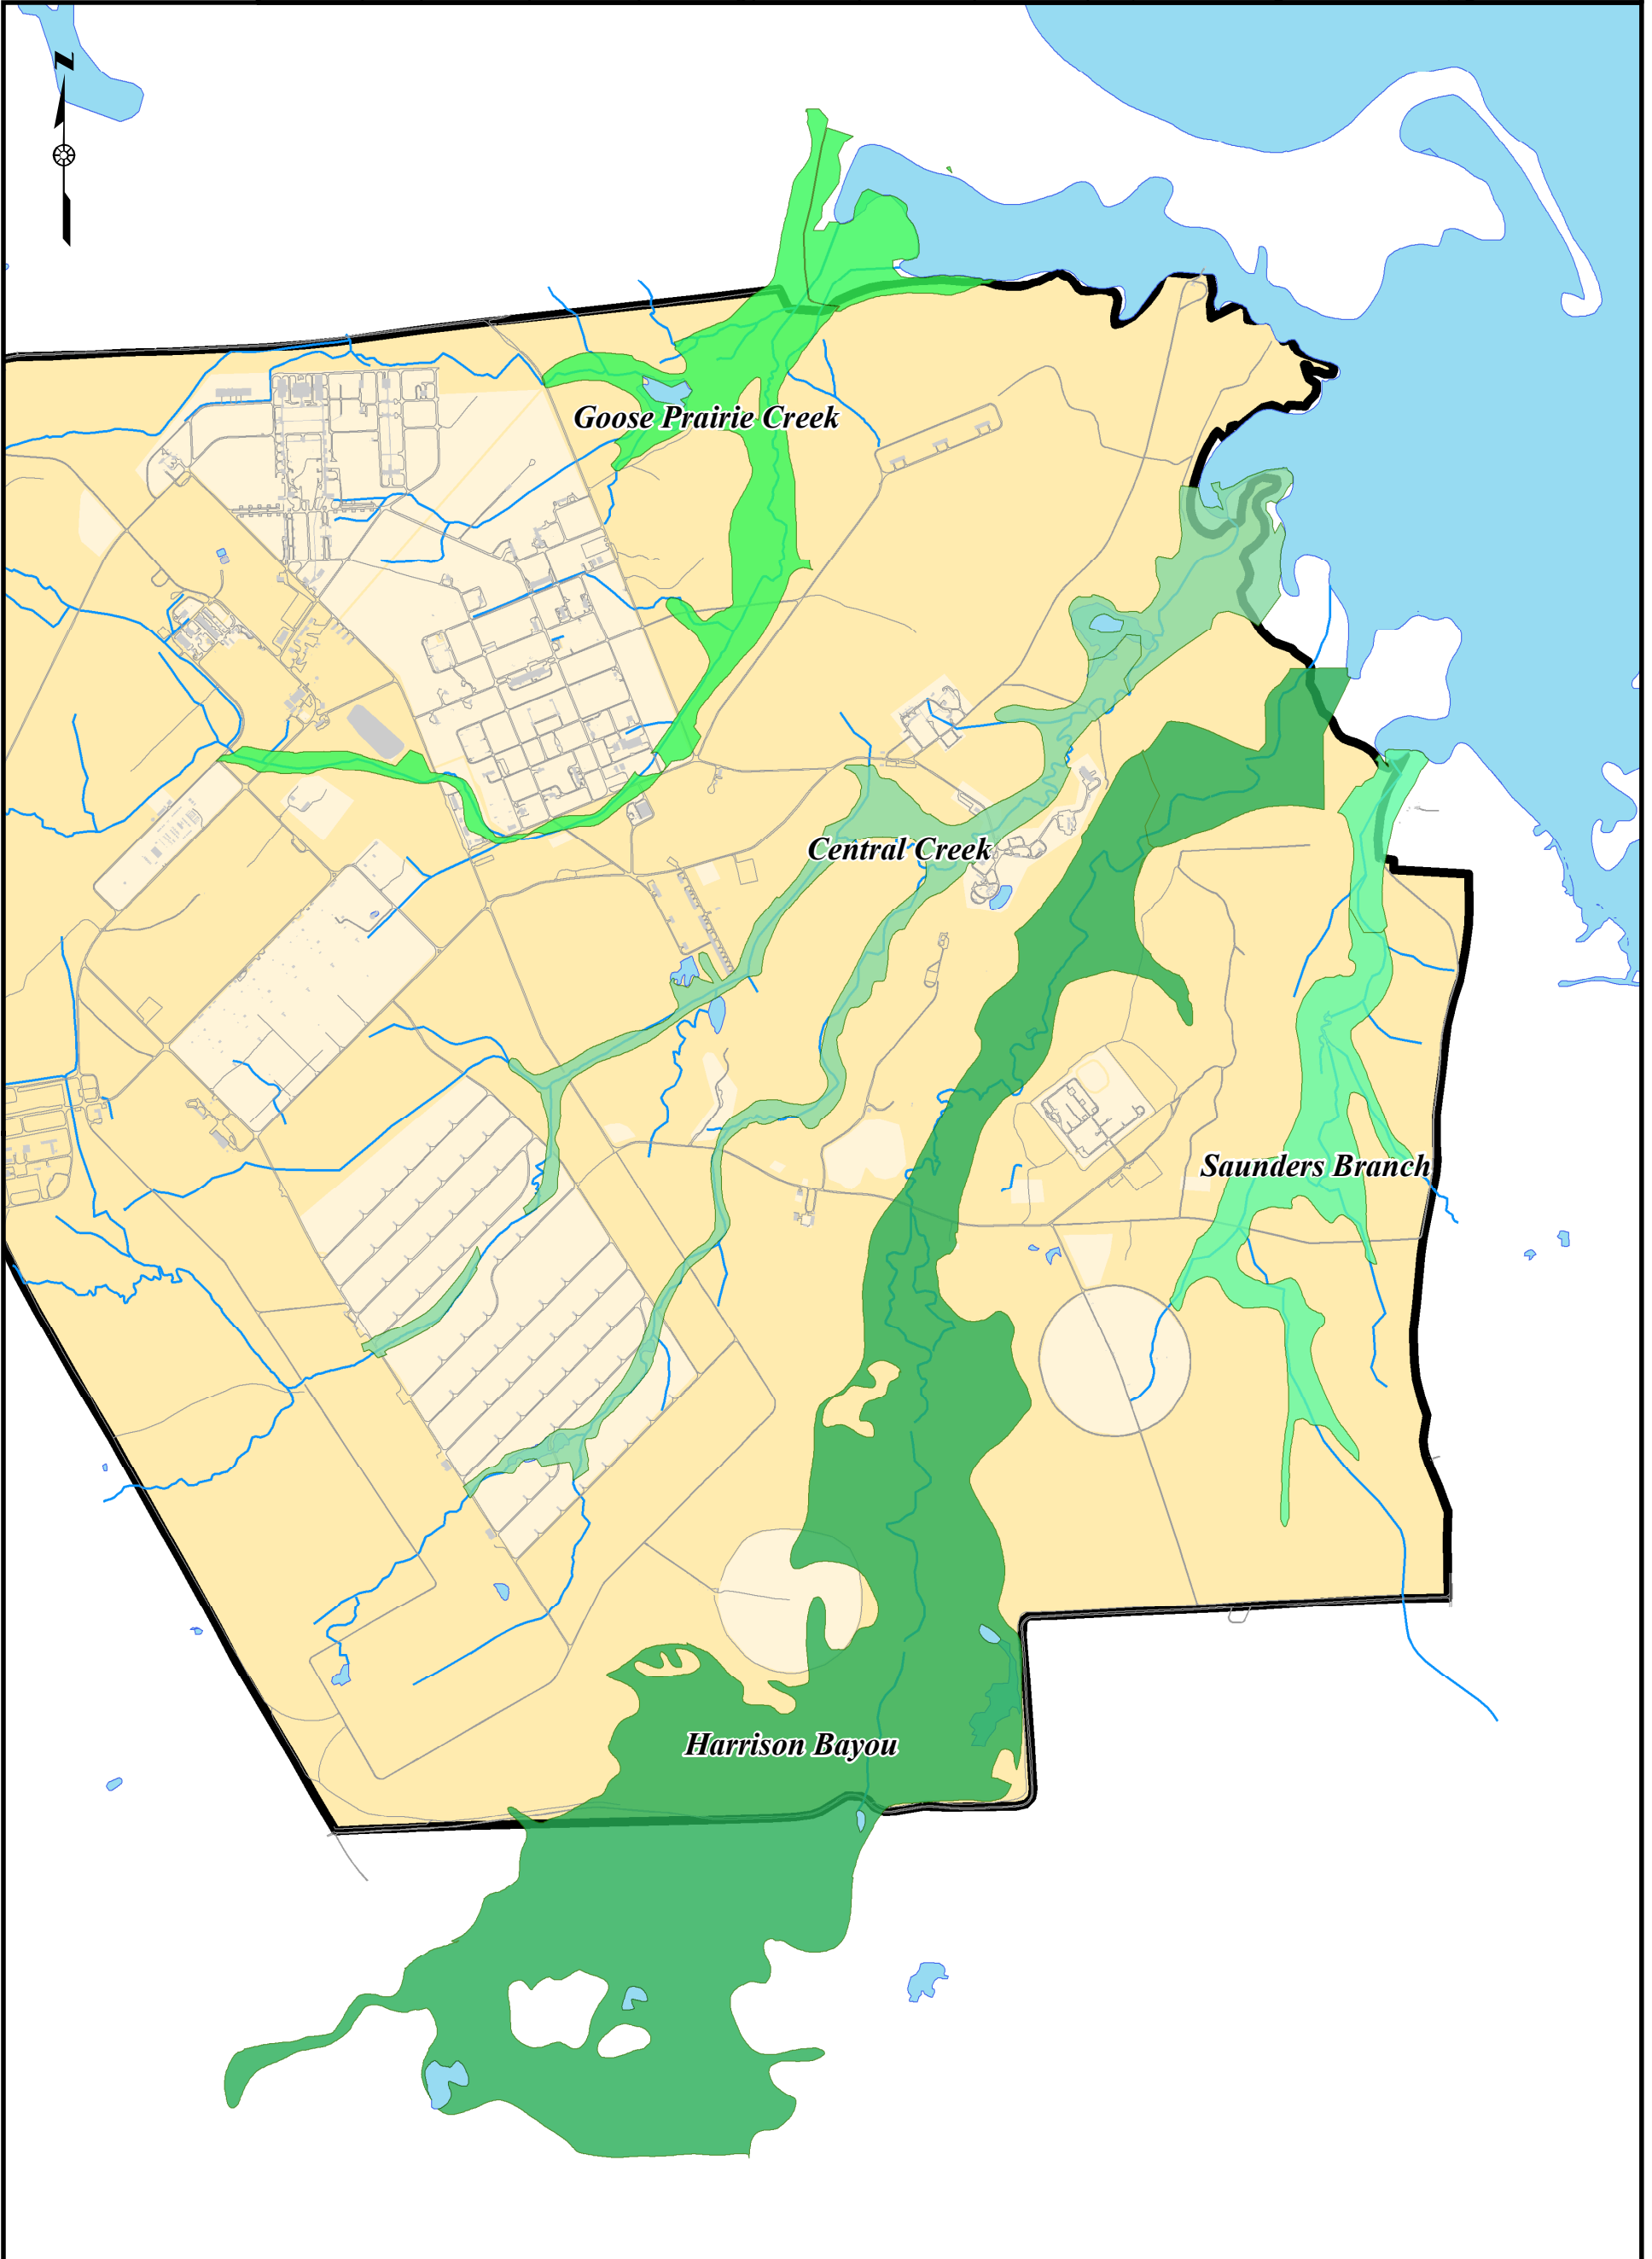 N
Goose Prairie Creek
Central Creek
Saunders Branch
Harrison Bayou